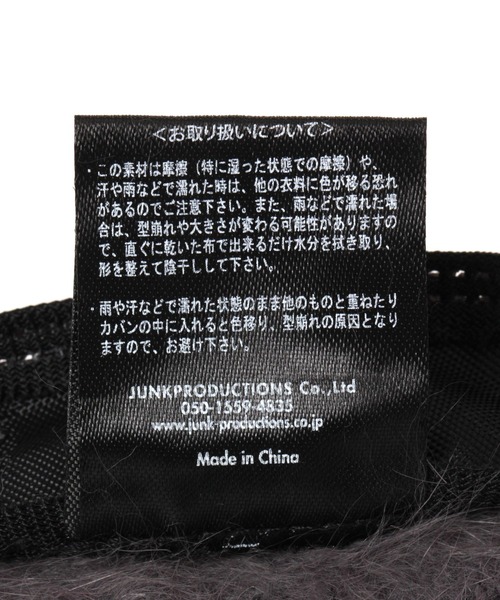 ＜お取り扱いについて＞
・この素材は摩擦（特に湿った状態での摩擦）や、
汗や雨などで濡れた時は、他の衣料に色が移る恐れ
があるのでご注意下さい。また、雨などで濡れた場
合は、型崩れや大きさが変わる可能性がありますの
で、直ぐに乾いた布で出来るだけ水分を拭き取り、
形を整えて陰干しして下さい。
・雨や汗などで濡れた状態のまま他のものと重ねたり
カバンの中に入れると色移り、型崩れの原因となり
ますので、お避け下さい。
JUNKPRODUCTIONS Co.,Ltd
050-1559-4835
www.junk-productions.co.jp
Made in China